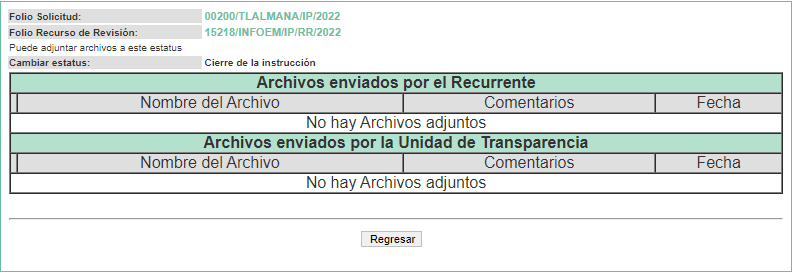 Folio Solicitud: 00200/TLALMANA/IP/2022
Folio Recurso de Revisión: 15218/INFOEM/IP/RR/2022
Puede adjuntar archivos a este estatus
Cambiar estatus: Cierre de la instrucción
Archivos enviados por el Recurrente
Nombre del Archivo Comentarios Fecha
No hay Archivos adjuntos
Archivos enviados por la Unidad de Transparencia
Nombre del Archivo Comentarios Fecha
No hay Archivos adjuntos
Regresar